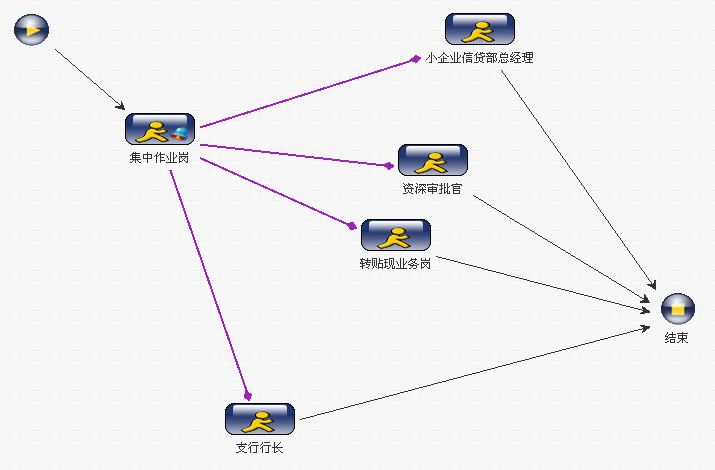 小企业信贷部总经理
集中作业岗
资深审批官
转贴现业务岗
结束
支行行长